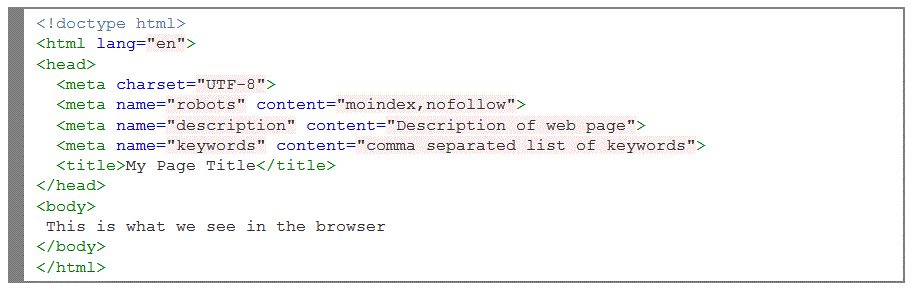 <!doctype html>
<html lang="en">
<head>
<meta charset="UTF-8">
<meta name="robots" content="moindex,nofollow">
<meta name="description" content="Description of web page">
<meta name="keywords" content="comma separated list of keywords">
<title>My Page Title</title>
</head>
<body>
This is what we see in the browser
</body>
</html>